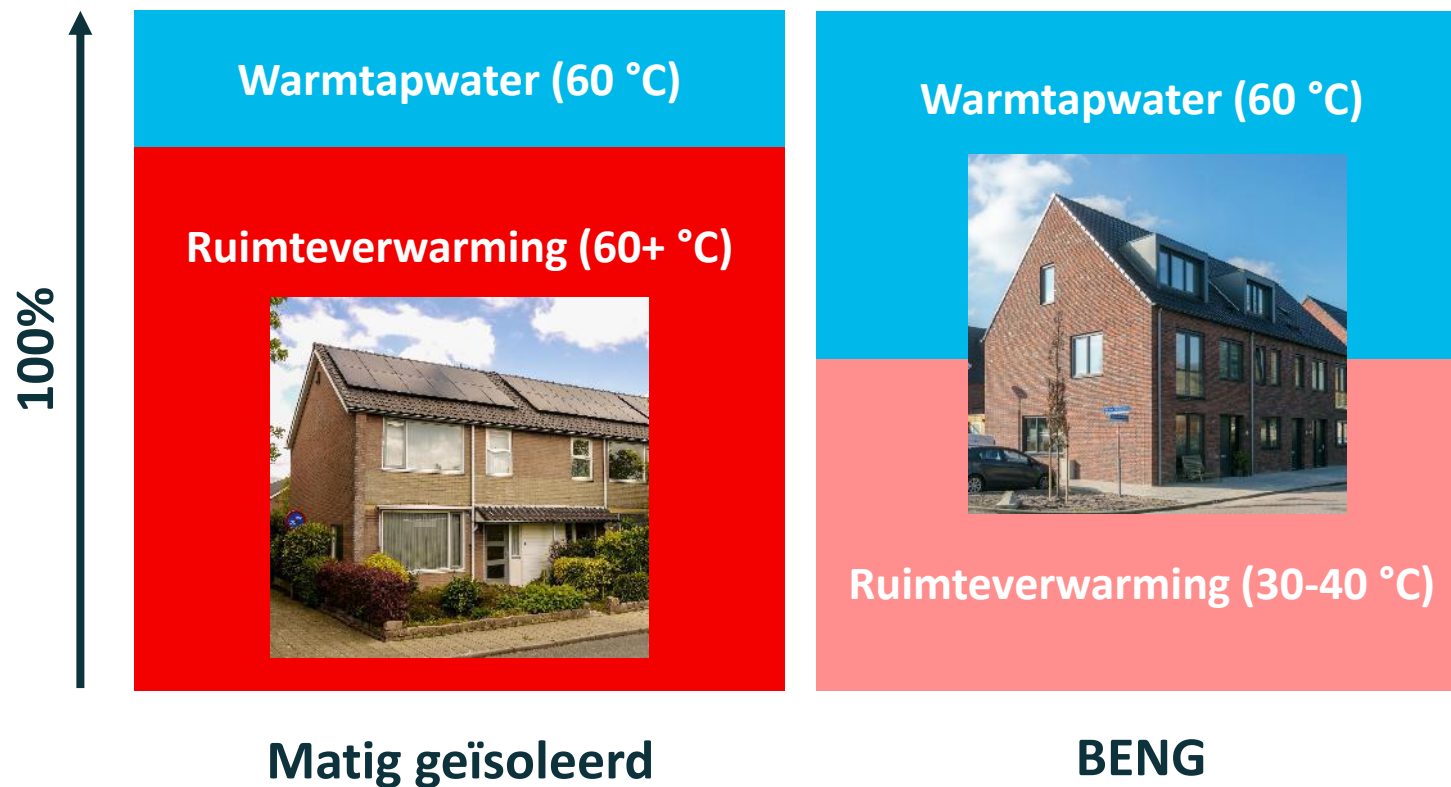 100%
Warmtapwater (60 °C)
Ruimteverwarming (60+ °C)
Matig geïsoleerd
Warmtapwater (60 °C)
Ruimteverwarming (30-40 °C)
BENG